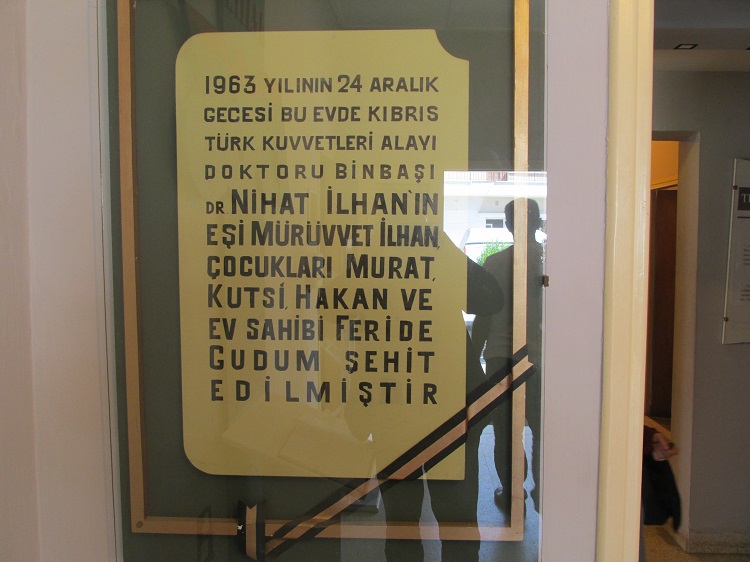 1963 YILININ 24 ARALIK
GECESİ BU EVDE KIBRIS
TÜRK KUVVETLERİ ALAYI
DOKTORU BİNBAŞI
DR NİHAT İLHAN'IN
EŞİ MÜRÜVVET İLHAN,
ÇOCUKLARI MURAT,
KUTSİ, HAKAN VE
EV SAHİBİ FERİDE
GUDUM ŞEHİT
EDİLMİŞTİR